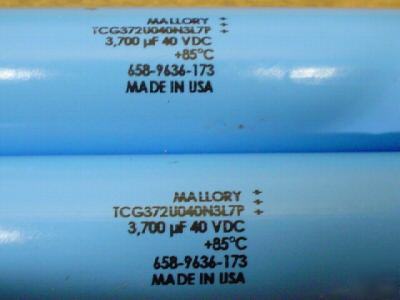 MALLORY +
TCG372U040N3L7P +
3,700 µF 40 VDC +
+85°C
658-9636-173
MADE IN USA
MALLORY +
TCG372U040N3L7P +
3,700 µF 40 VDC +
+85°C
658-9636-173
MADE IN USA